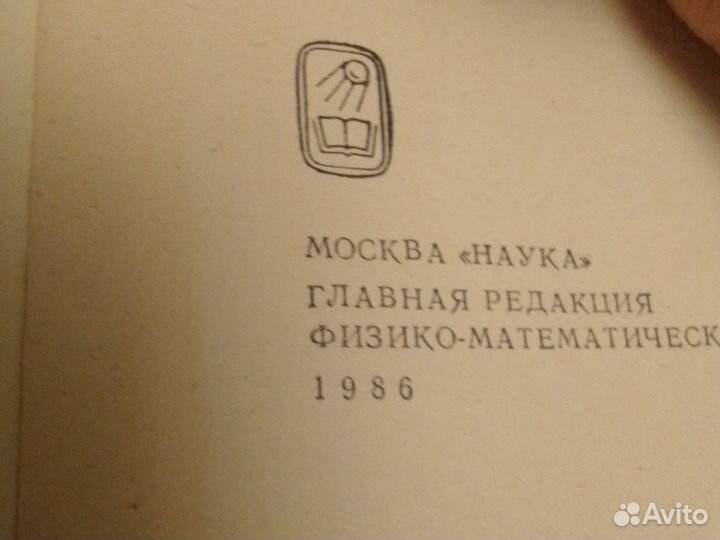 МОСКВА «НАУКА»
ГЛАВНАЯ РЕДАКЦИЯ
ФИЗИКО-МАТЕМАТИЧЕСК
1986
Avito